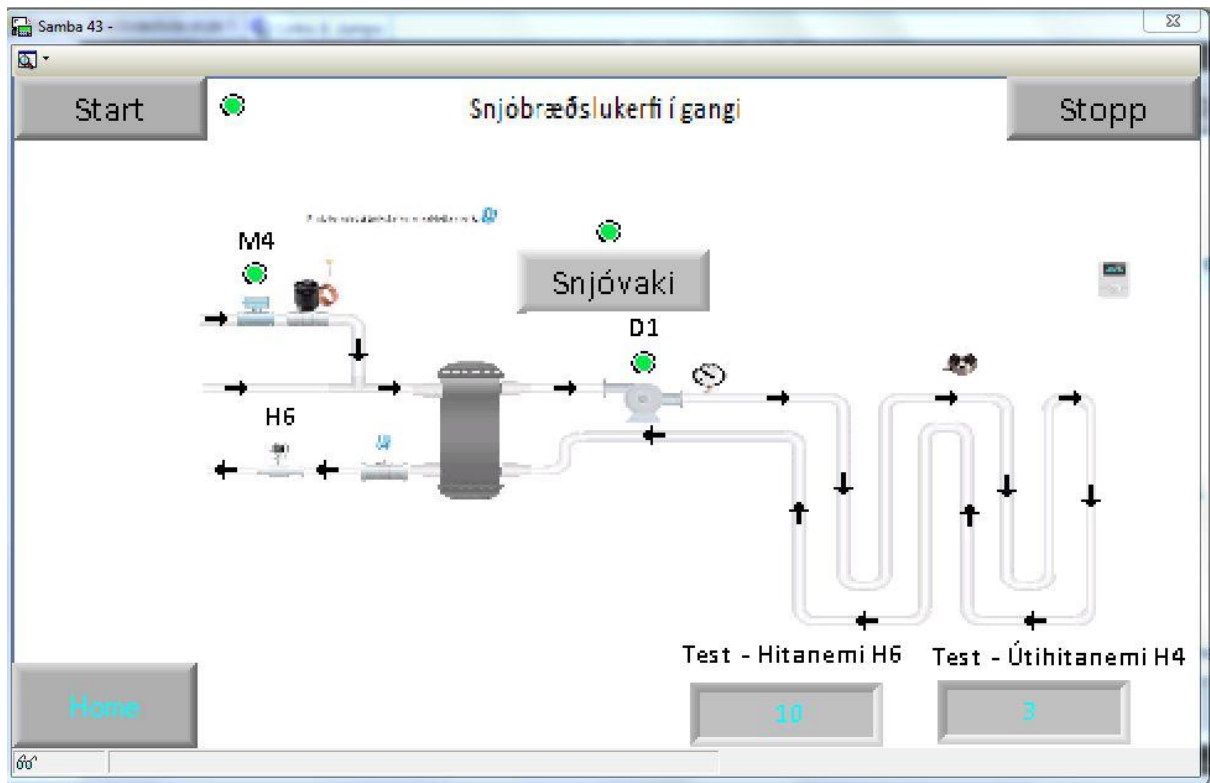 Samba 43 -
Start
Snjóbræðslukerfi í gangi
Stopp
M4
Snjóvaki
D1
H6
Test - Hitanemi H6
Test - Útihitanemi H4
Home
10
3